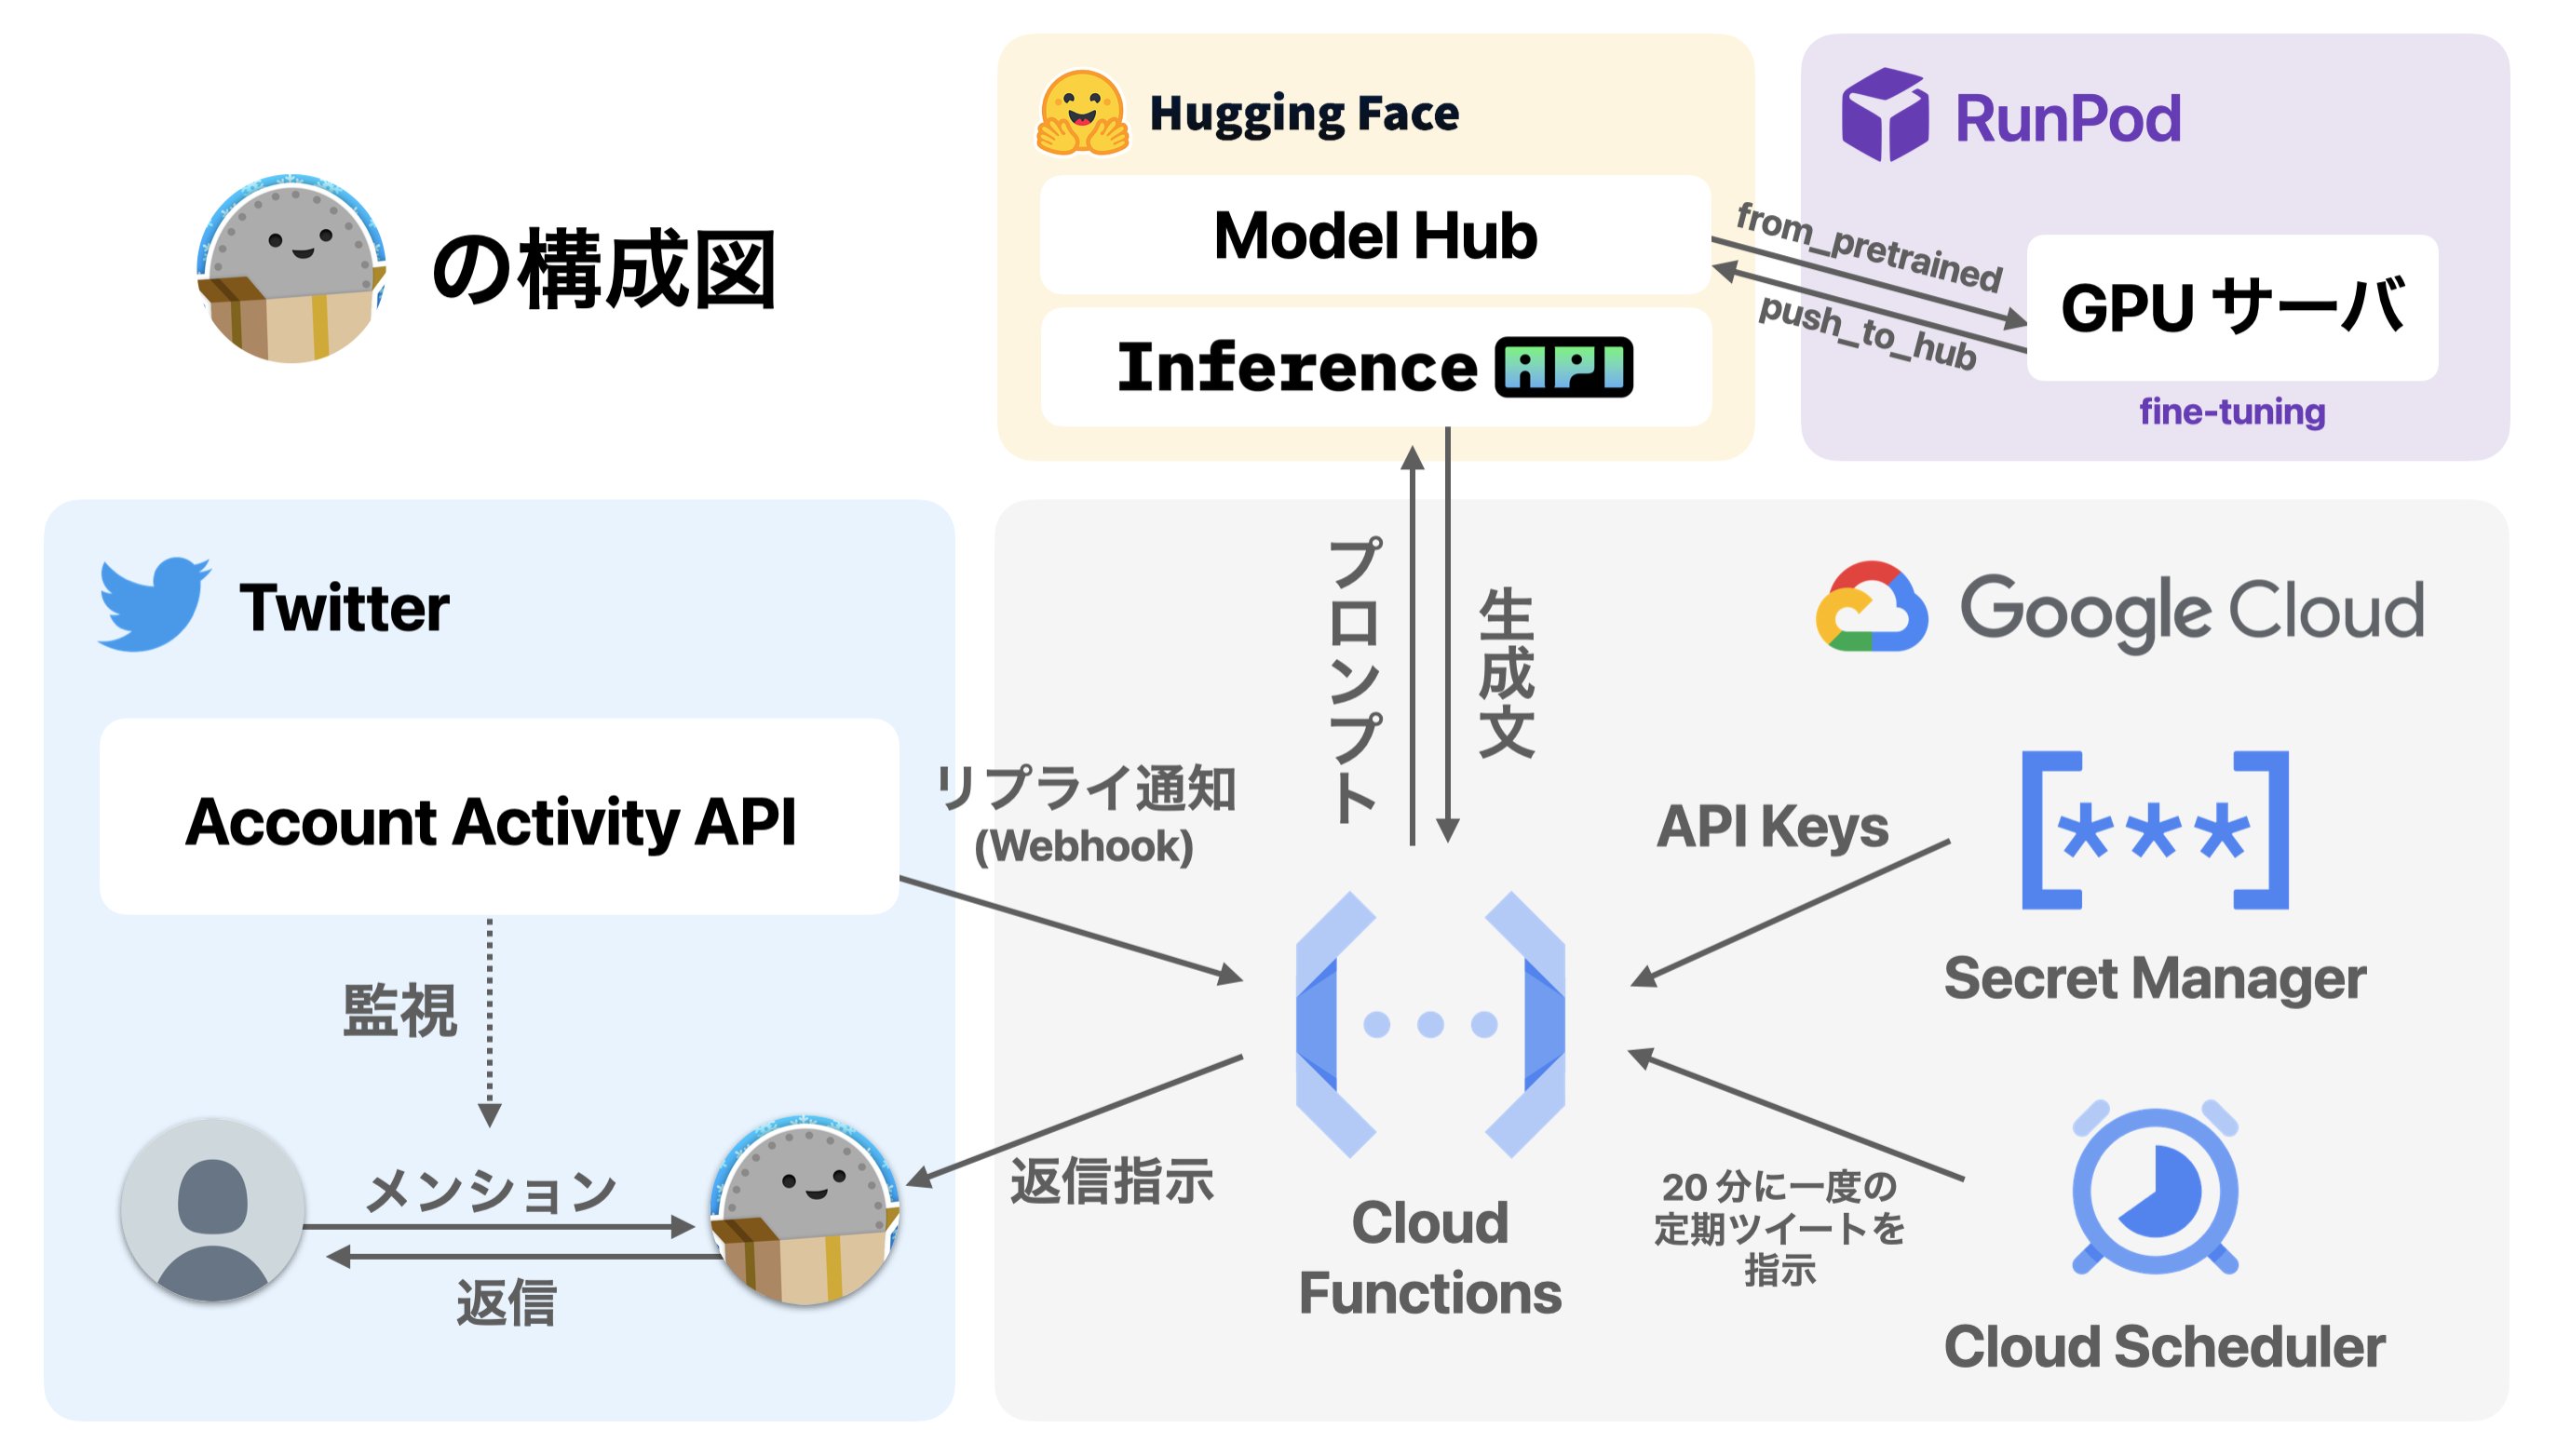 の構成図
Hugging Face
Model Hub
Inference API
RunPod
from_pretrained
push_to_hub
GPU サーバ
fine-tuning
Twitter
Account Activity API
監視
メンション
返信
リプライ通知
(Webhook)
返信指示
プロンプト
生成文
Google Cloud
API Keys
[***]
Secret Manager
Cloud
Functions
20 分に一度の
定期ツイートを
指示
Cloud Scheduler